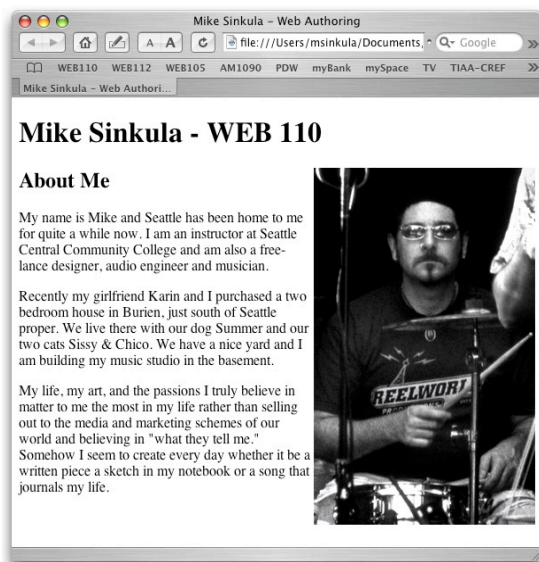 Mike Sinkula – Web Authoring
A A C file:///Users/msinkula/Documents, Q Google »
WEB110 WEB112 WEB105 AM1090 PDW myBank mySpace TV TIAA-CREF »
Mike Sinkula – Web Authori...
Mike Sinkula - WEB 110
About Me
My name is Mike and Seattle has been home to me
for quite a while now. I am an instructor at Seattle
Central Community College and am also a free-
lance designer, audio engineer and musician.
Recently my girlfriend Karin and I purchased a two
bedroom house in Burien, just south of Seattle
proper. We live there with our dog Summer and our
two cats Sissy & Chico. We have a nice yard and I
am building my music studio in the basement.
My life, my art, and the passions I truly believe in
matter to me the most in my life rather than selling
out to the media and marketing schemes of our
world and believing in "what they tell me."
Somehow I seem to create every day whether it be a
written piece a sketch in my notebook or a song that
journals my life.
REELWORL